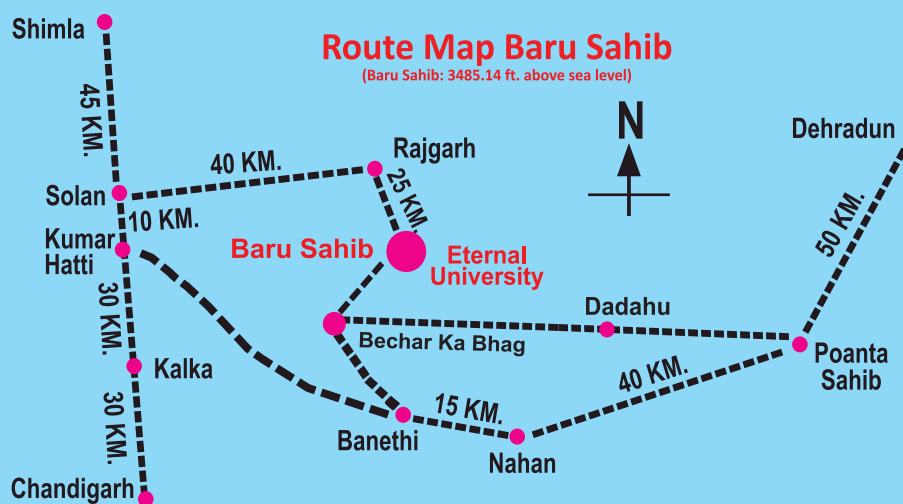 Route Map Baru Sahib
(Baru Sahib: 3485.14 ft. above sea level)
Shimla
N
Dehradun
45 KM.
40 KM.
Rajgarh
25 KM
Solan
10 KM.
50 KM.
Kumar
Hatti
Baru Sahib
Eternal
University
30 KM.
Dadahu
Bechar Ka Bhag
Poanta
Sahib
Kalka
40 KM.
30 KM.
15 KM.
Banethi
Nahan
Chandigarh